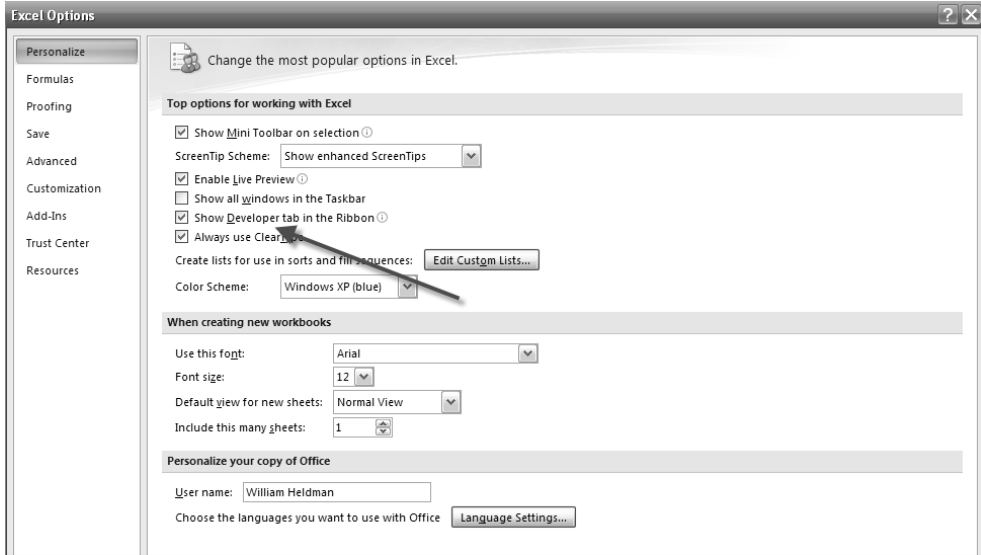 Excel Options
Personalize
Formulas
Proofing
Save
Advanced
Customization
Add-Ins
Trust Center
Resources
Change the most popular options in Excel.
Top options for working with Excel
Show Mini Toolbar on selection
ScreenTip Scheme: Show enhanced ScreenTips
Enable Live Preview
Show all windows in the Taskbar
Show Developer tab in the Ribbon
Always use
Create lists for use in sorts and fill sequences: Edit Custom Lists...
Color Scheme: Windows XP (blue)
When creating new workbooks
Use this font: Arial
Font size: 12
Default view for new sheets: Normal View
Include this many sheets: 1
Personalize your copy of Office
User name: William Heldman
Choose the languages you want to use with Office Language Settings...